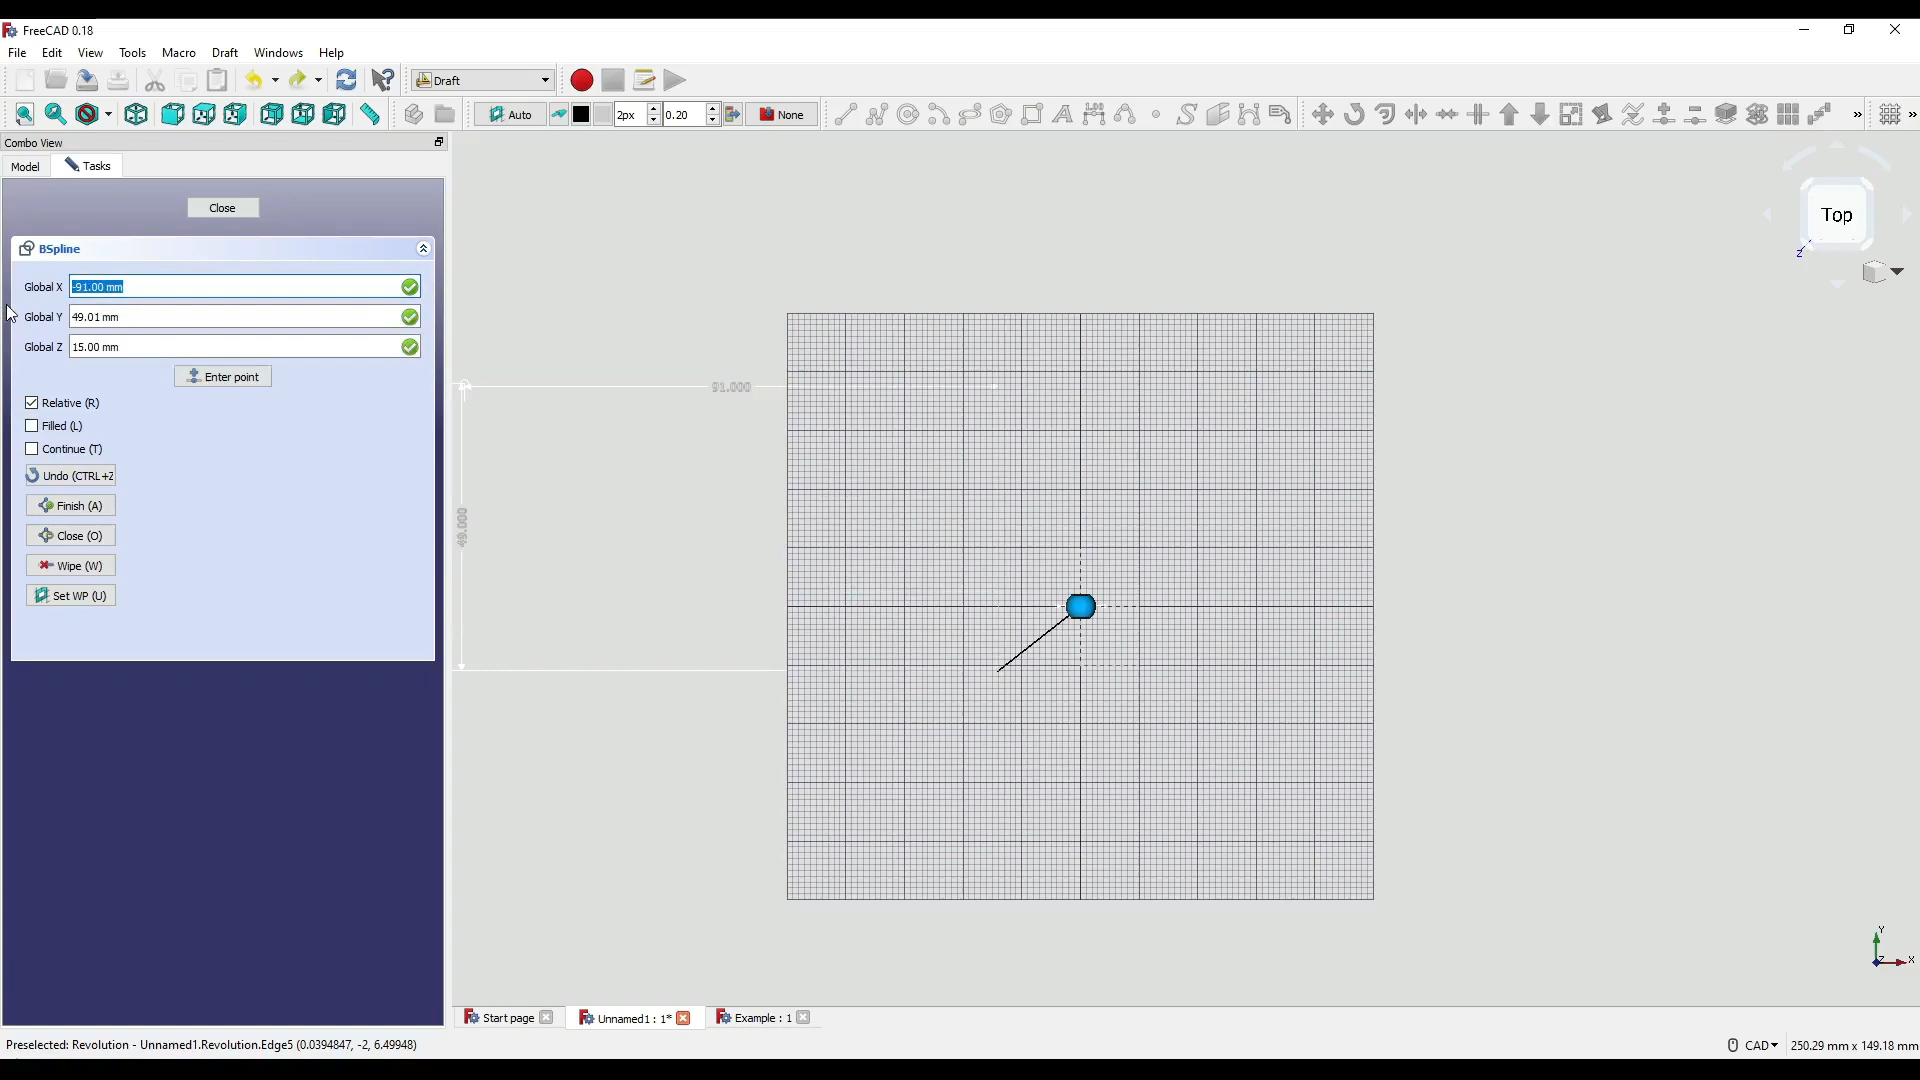 FreeCAD 0.18
File Edit View Tools Macro Draft Windows Help
Draft
Auto 2px 0.20 None
Combo View
Model Tasks
Close
BSpline
Global X -91.00 mm
Global Y 49.01 mm
Global Z 15.00 mm
Enter point
Relative (R)
Filled (L)
Continue (T)
Undo (CTRL+Z
Finish (A)
Close (O)
Wipe (W)
Set WP (U)
91.000
49.000
Top
Z
Y
Z X
Start page Unnamed1 : 1* Example : 1
Preselected: Revolution - Unnamed1.Revolution.Edge5 (0.0394847, -2, 6.49948)
CAD 250.29 mm x 149.18 mm